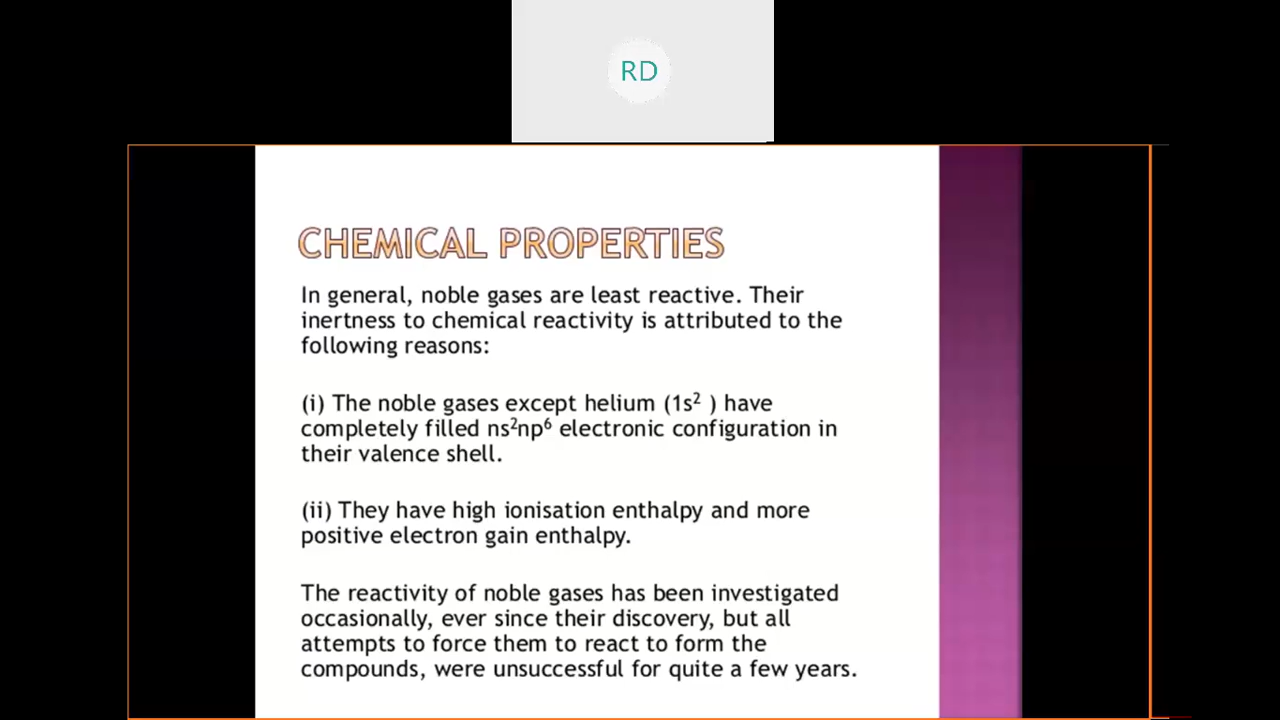 RD
CHEMICAL PROPERTIES
In general, noble gases are least reactive. Their
inertness to chemical reactivity is attributed to the
following reasons:
(i) The noble gases except helium (1s² ) have
completely filled ns²np⁶ electronic configuration in
their valence shell.
(ii) They have high ionisation enthalpy and more
positive electron gain enthalpy.
The reactivity of noble gases has been investigated
occasionally, ever since their discovery, but all
attempts to force them to react to form the
compounds, were unsuccessful for quite a few years.